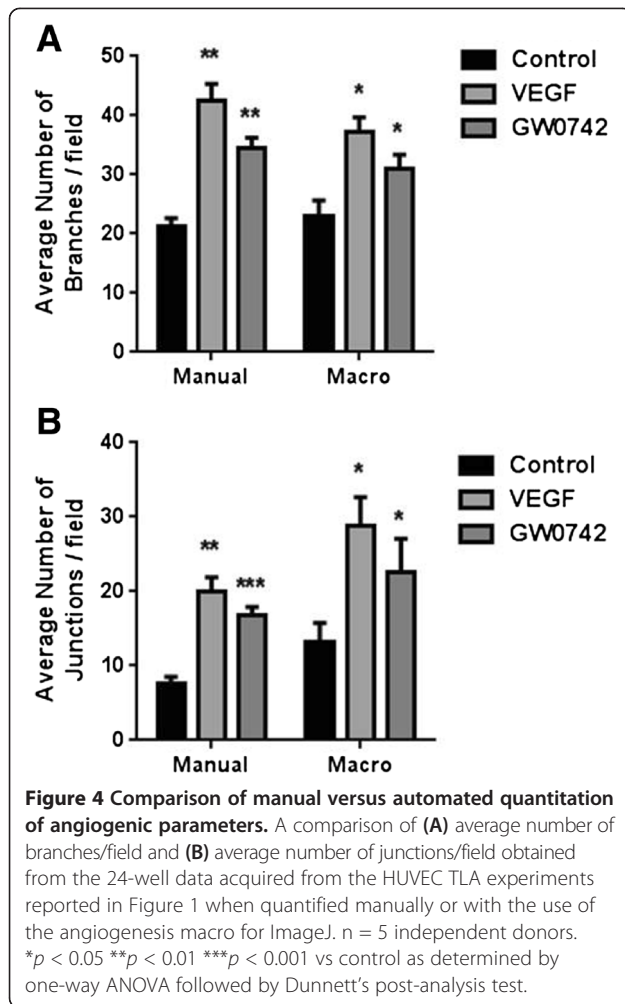 A
Average Number of
Branches / field
50
40
30
20
10
0
** ** * *
Manual Macro
Control
VEGF
GW0742
B
Average Number of
Junctions / field
40
30
20
10
0
** *** * *
Manual Macro
Control
VEGF
GW0742
Figure 4 Comparison of manual versus automated quantitation
of angiogenic parameters. A comparison of (A) average number of
branches/field and (B) average number of junctions/field obtained
from the 24-well data acquired from the HUVEC TLA experiments
reported in Figure 1 when quantified manually or with the use of
the angiogenesis macro for ImageJ. n = 5 independent donors.
*p < 0.05 **p < 0.01 ***p < 0.001 vs control as determined by
one-way ANOVA followed by Dunnett's post-analysis test.